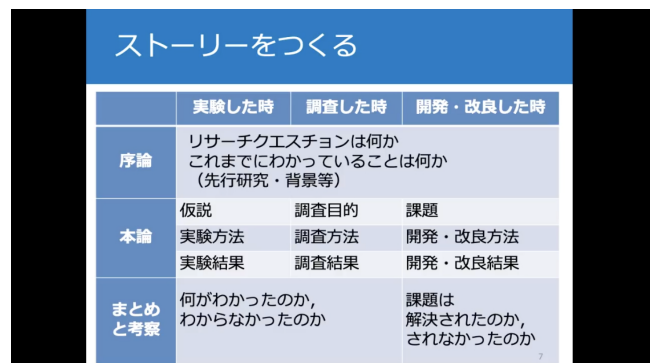 ストーリーをつくる
実験した時 調査した時 開発・改良した時
序論
リサーチクエスチョンは何か
これまでにわかっていることは何か
（先行研究・背景等）
本論
仮説 調査目的 課題
実験方法 調査方法 開発・改良方法
実験結果 調査結果 開発・改良結果
まとめ
と考察
何がわかったのか,
わからなかったのか
課題は
解決されたのか,
されなかったのか
7